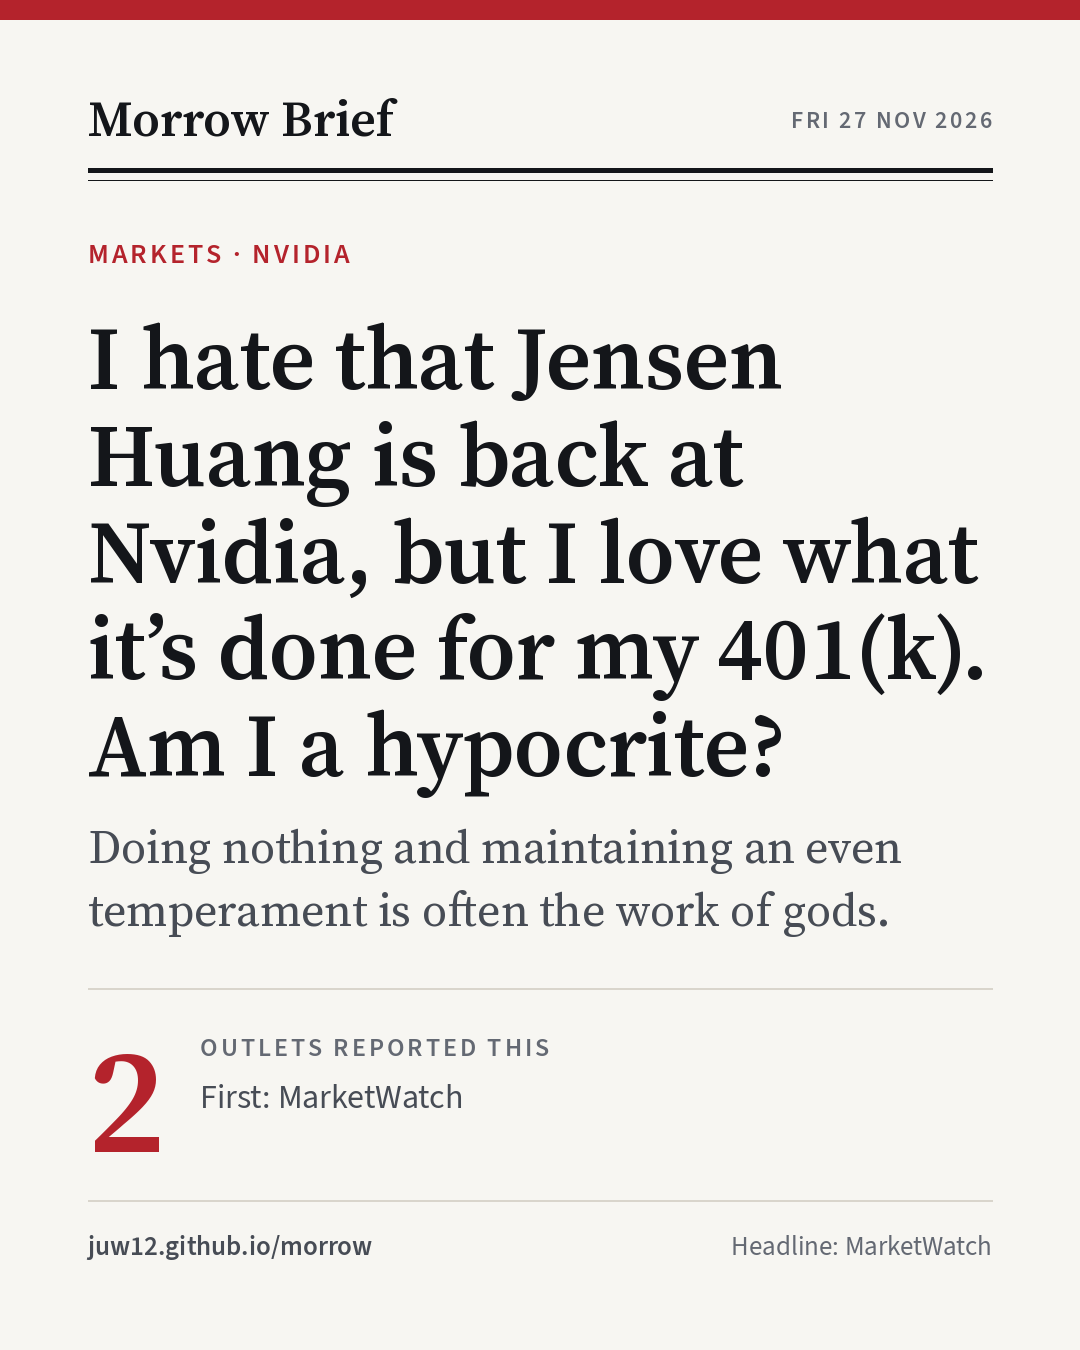 Morrow Brief
FRI 27 NOV 2026
MARKETS · NVIDIA
I hate that Jensen
Huang is back at
Nvidia, but I love what
it’s done for my 401(k).
Am I a hypocrite?
Doing nothing and maintaining an even
temperament is often the work of gods.
2
OUTLETS REPORTED THIS
First: MarketWatch
juw12.github.io/morrow
Headline: MarketWatch